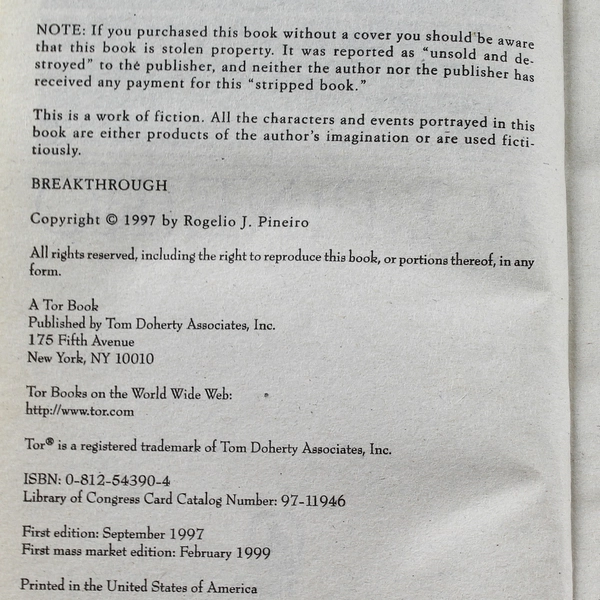 NOTE: If you purchased this book without a cover you should be aware
that this book is stolen property. It was reported as “unsold and de-
stroyed” to the publisher, and neither the author nor the publisher has
received any payment for this “stripped book.”
This is a work of fiction. All the characters and events portrayed in this
book are either products of the author’s imagination or are used ficti-
tiously.
BREAKTHROUGH
Copyright © 1997 by Rogelio J. Pineiro
All rights reserved, including the right to reproduce this book, or portions thereof, in any
form.
A Tor Book
Published by Tom Doherty Associates, Inc.
175 Fifth Avenue
New York, NY 10010
Tor Books on the World Wide Web:
http://www.tor.com
Tor® is a registered trademark of Tom Doherty Associates, Inc.
ISBN: 0-812-54390-4
Library of Congress Card Catalog Number: 97-11946
First edition: September 1997
First mass market edition: February 1999
Printed in the United States of America